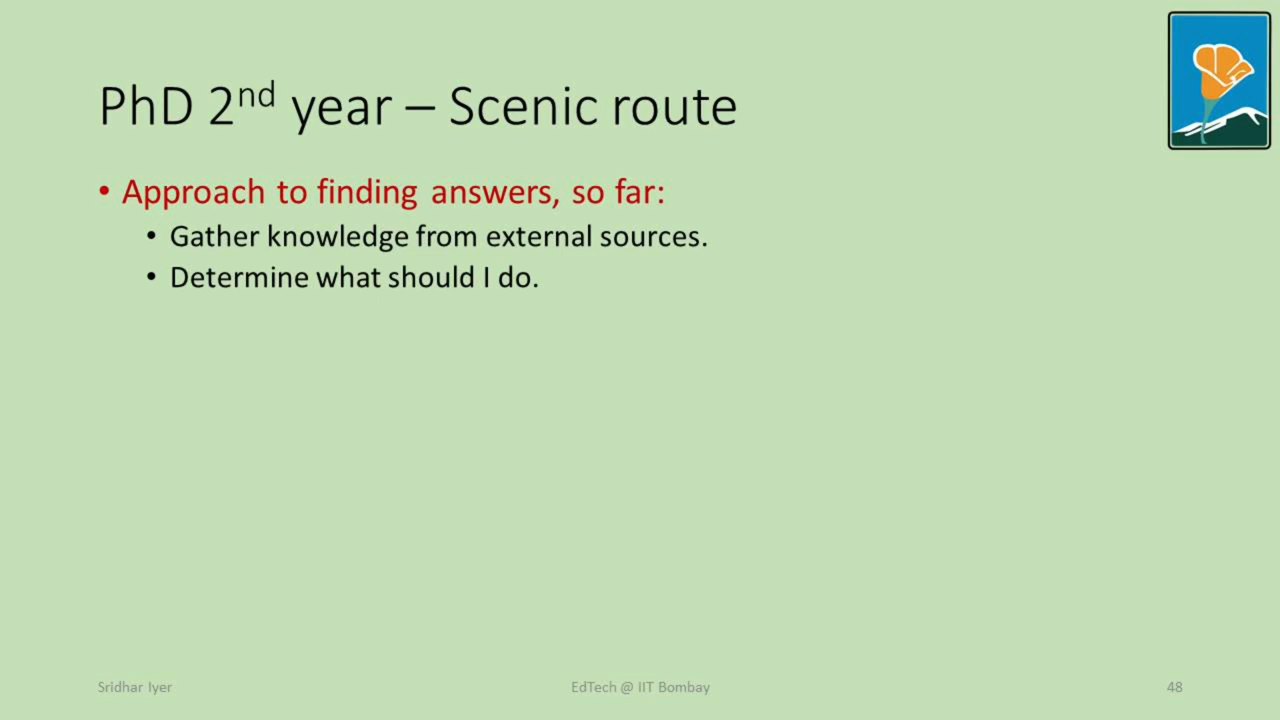 PhD 2nd year – Scenic route
• Approach to finding answers, so far:
• Gather knowledge from external sources.
• Determine what should I do.
Sridhar Iyer
EdTech @ IIT Bombay
48